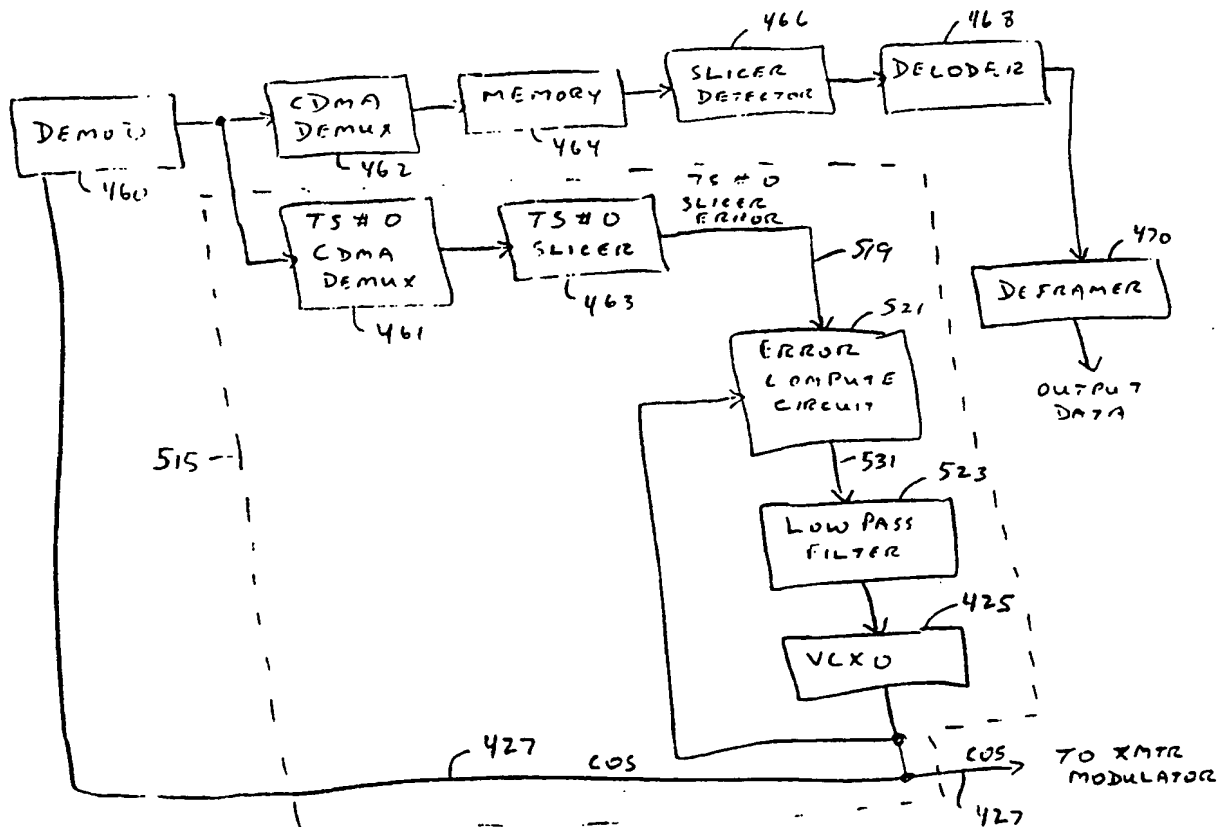 466
468
SLICER
DETECTOR
DECODER
CDMA
DEMUX
MEMORY
DEMOD
464
462
460
TS # 0
SLICER
ERROR
TS # 0
CDMA
DEMUX
TS # 0
SLICER
519
470
461
463
DEFRAMER
521
ERROR
COMPUTE
CIRCUIT
OUTPUT
DATA
515
531
523
LOW PASS
FILTER
425
VCXO
427
COS
COS
TO XMTR
MODULATOR
427